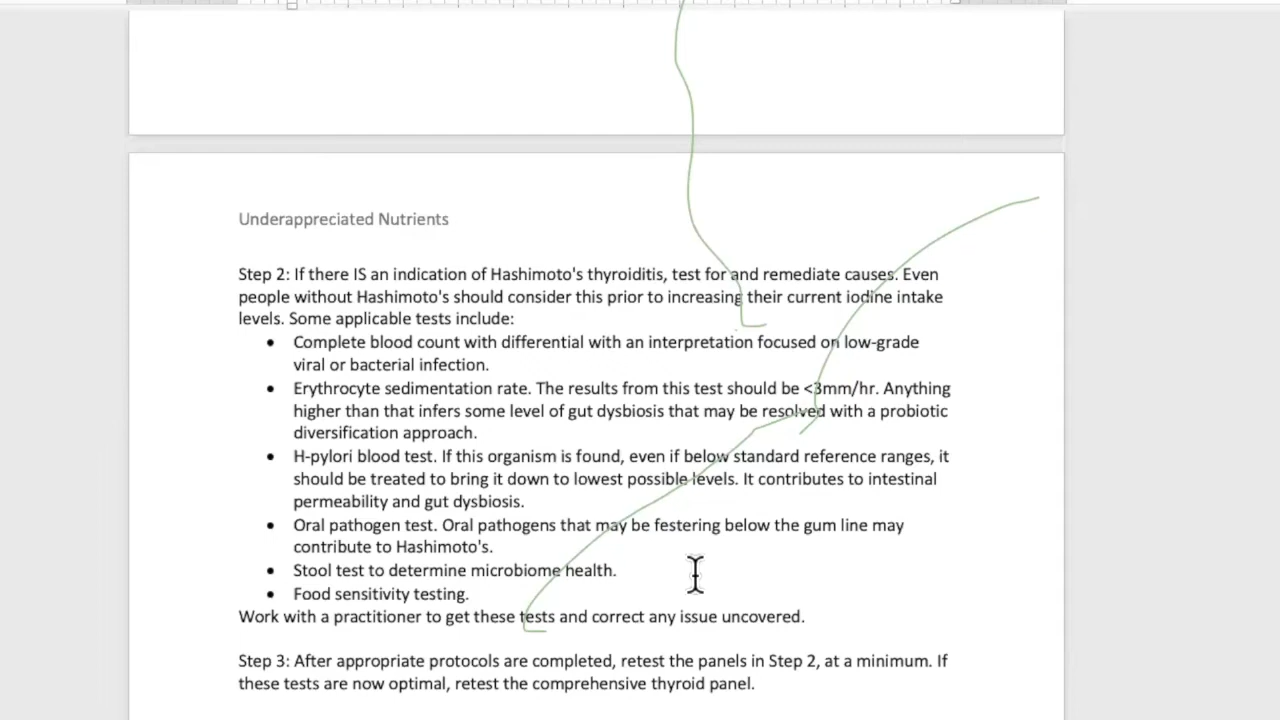 Underappreciated Nutrients
Step 2: If there IS an indication of Hashimoto's thyroiditis, test for and remediate causes. Even
people without Hashimoto's should consider this prior to increasing their current iodine intake
levels. Some applicable tests include:
• Complete blood count with differential with an interpretation focused on low-grade
viral or bacterial infection.
• Erythrocyte sedimentation rate. The results from this test should be <3mm/hr. Anything
higher than that infers some level of gut dysbiosis that may be resolved with a probiotic
diversification approach.
• H-pylori blood test. If this organism is found, even if below standard reference ranges, it
should be treated to bring it down to lowest possible levels. It contributes to intestinal
permeability and gut dysbiosis.
• Oral pathogen test. Oral pathogens that may be festering below the gum line may
contribute to Hashimoto's.
• Stool test to determine microbiome health.
• Food sensitivity testing.
Work with a practitioner to get these tests and correct any issue uncovered.
Step 3: After appropriate protocols are completed, retest the panels in Step 2, at a minimum. If
these tests are now optimal, retest the comprehensive thyroid panel.